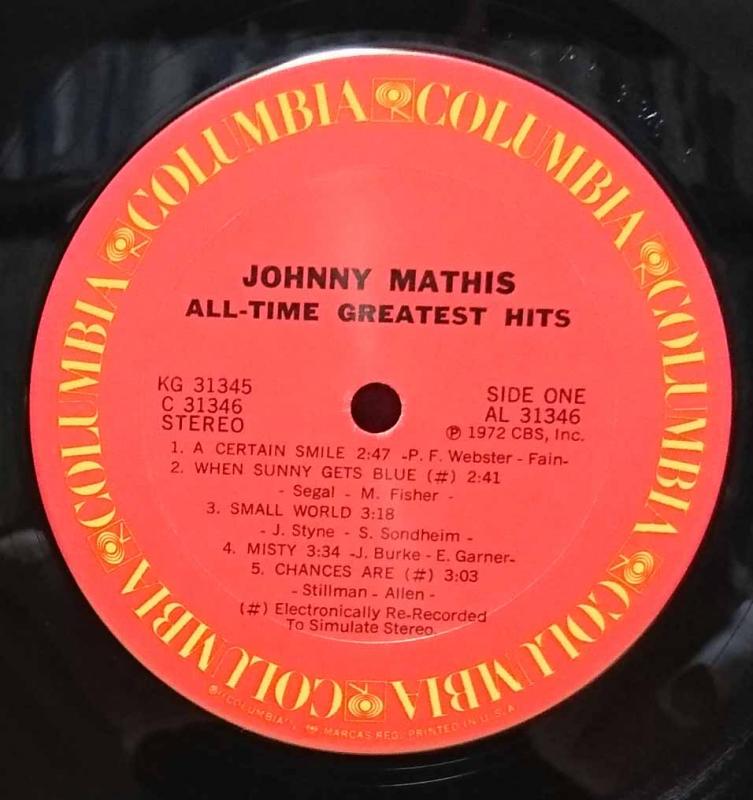 COLUMBIA COLUMBIA COLUMBIA COLUMBIA COLUMBIA COLUMBIA COLUMBIA COLUMBIA
JOHNNY MATHIS
ALL-TIME GREATEST HITS
KG 31345
C 31346
STEREO
SIDE ONE
AL 31346
℗ 1972 CBS, Inc.
1. A CERTAIN SMILE 2:47 -P. F. Webster - Fain-
2. WHEN SUNNY GETS BLUE (#) 2:41
- Segal - M. Fisher -
3. SMALL WORLD 3:18
- J. Styne - S. Sondheim -
4. MISTY 3:34 -J. Burke - E. Garner-
5. CHANCES ARE (#) 3:03
- Stillman - Allen -
(#) Electronically Re-Recorded
To Simulate Stereo.
"COLUMBIA", MARCAS REG. PRINTED IN U.S.A.